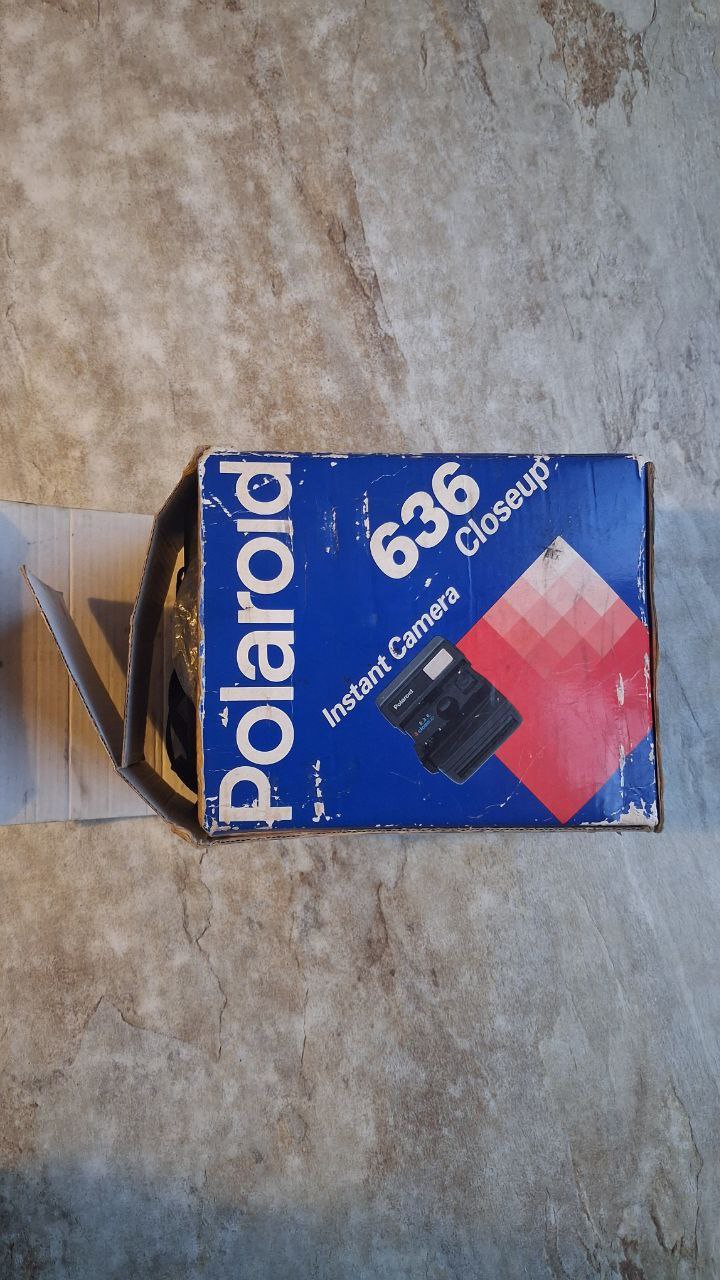 Polaroid
636
Closeup
Instant Camera
Polaroid